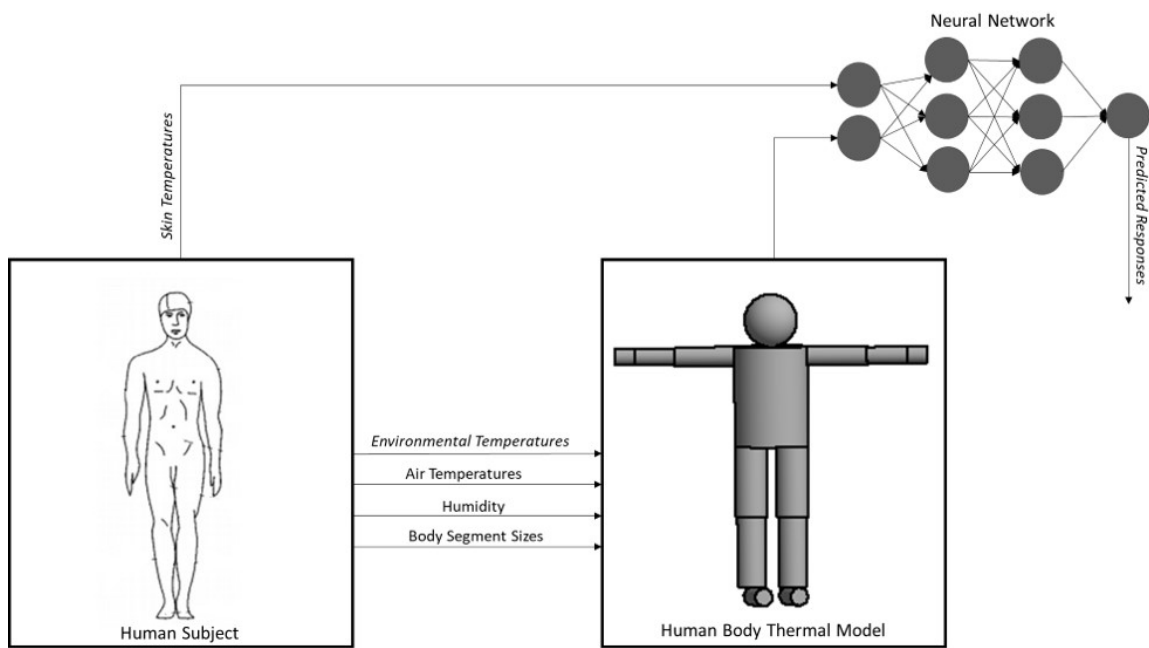 Neural Network
Skin Temperatures
Predicted Responses
Environmental Temperatures
Air Temperatures
Humidity
Body Segment Sizes
Human Subject
Human Body Thermal Model